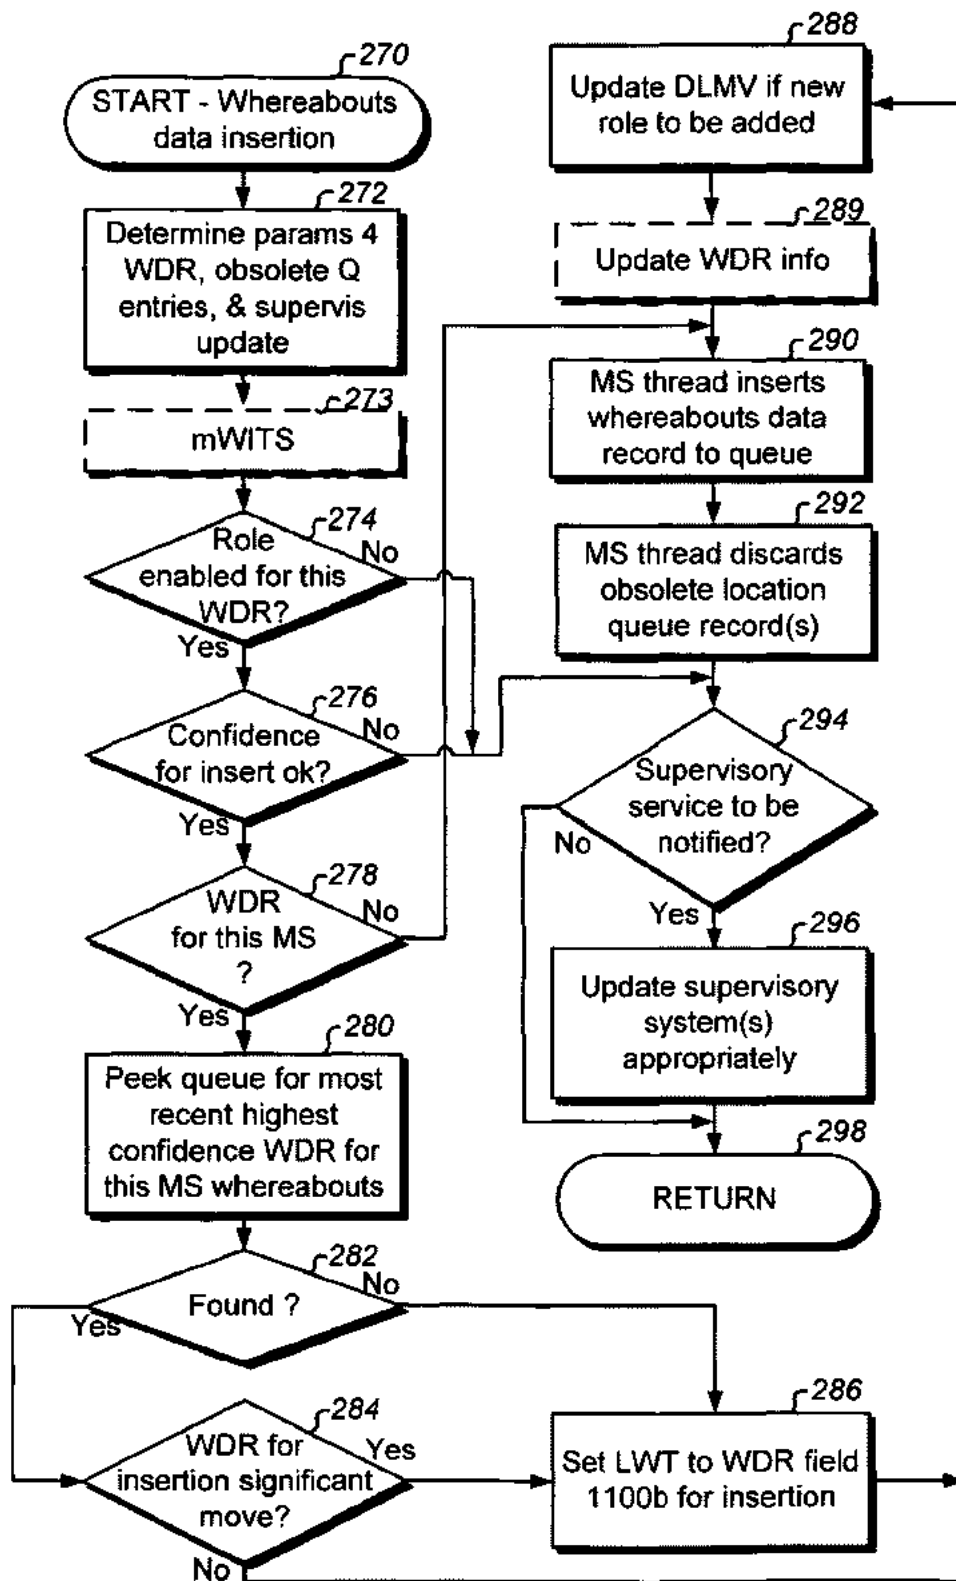 270
START - Whereabouts
data insertion
272
Determine params 4
WDR, obsolete Q
entries, & supervis
update
273
mWITS
274
Role
enabled for this
WDR?
No
Yes
276
Confidence
for insert ok?
No
Yes
278
WDR
for this MS
?
No
Yes
280
Peek queue for most
recent highest
confidence WDR for
this MS whereabouts
282
Found ?
No
Yes
284
WDR for
insertion significant
move?
Yes
No
286
Set LWT to WDR field
1100b for insertion
288
Update DLMV if new
role to be added
289
Update WDR info
290
MS thread inserts
whereabouts data
record to queue
292
MS thread discards
obsolete location
queue record(s)
294
Supervisory
service to be
notified?
No
Yes
296
Update supervisory
system(s)
appropriately
298
RETURN